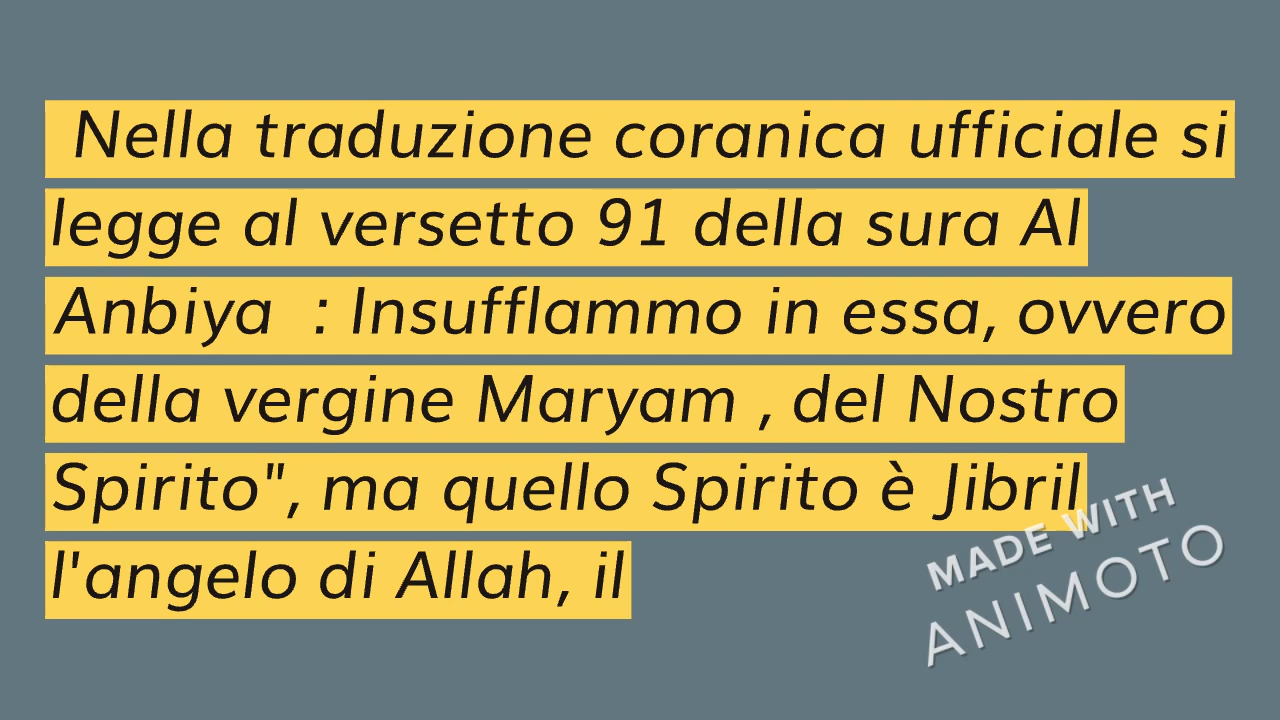 Nella traduzione coranica ufficiale si
legge al versetto 91 della sura Al
Anbiya  : Insufflammo in essa, ovvero
della vergine Maryam , del Nostro
Spirito", ma quello Spirito è Jibril
l'angelo di Allah, il
MADE WITH
ANIMOTO